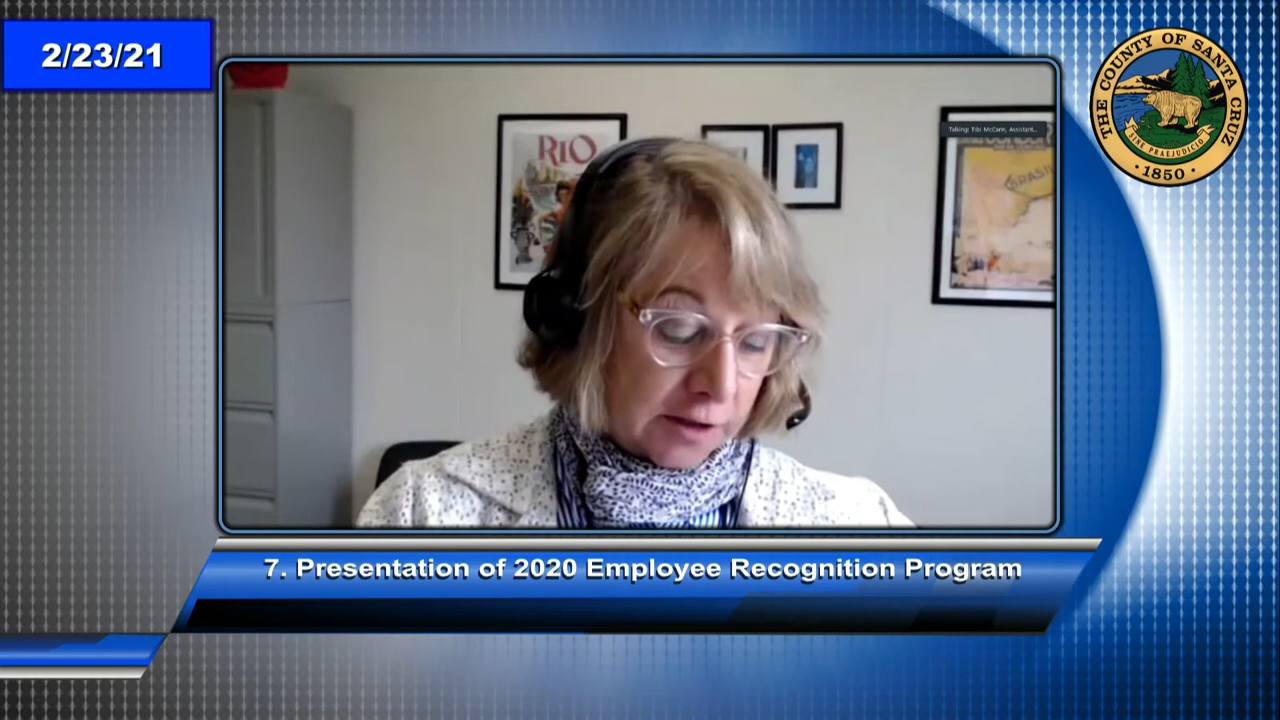 2/23/21
THE COUNTY OF SANTA CRUZ
SINE PRAEJUDICIO
• 1850 •
RIO
Talking: Tibi McCann, Assistant...
BRASIL
7. Presentation of 2020 Employee Recognition Program